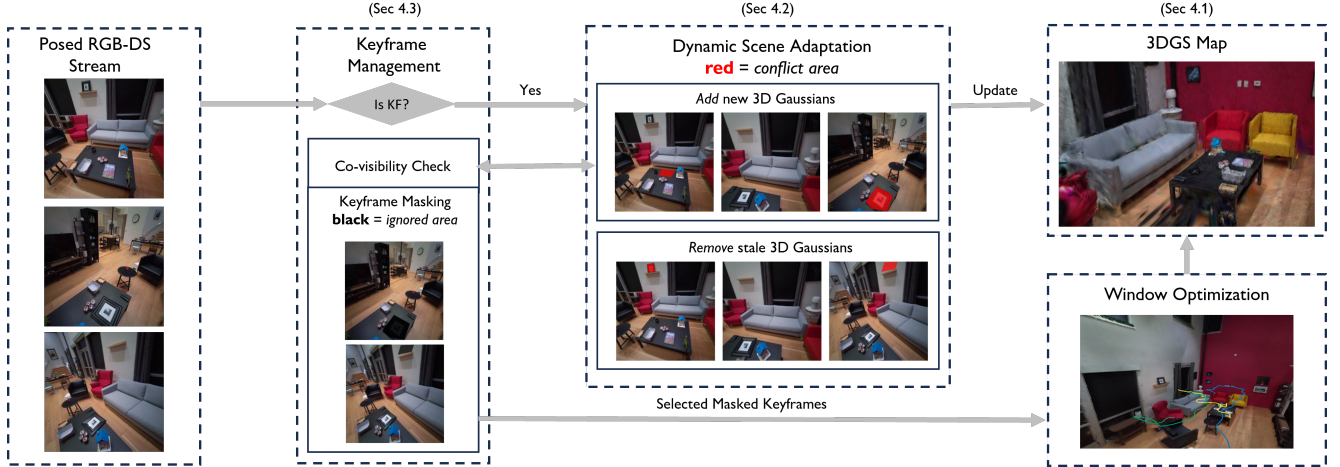 (Sec 4.3)
(Sec 4.2)
(Sec 4.1)
Posed RGB-DS
Stream
Keyframe
Management
Is KF?
Yes
Co-visibility Check
Keyframe Masking
black = ignored area
Dynamic Scene Adaptation
red = conflict area
Add new 3D Gaussians
Remove stale 3D Gaussians
Update
3DGS Map
Window Optimization
Selected Masked Keyframes